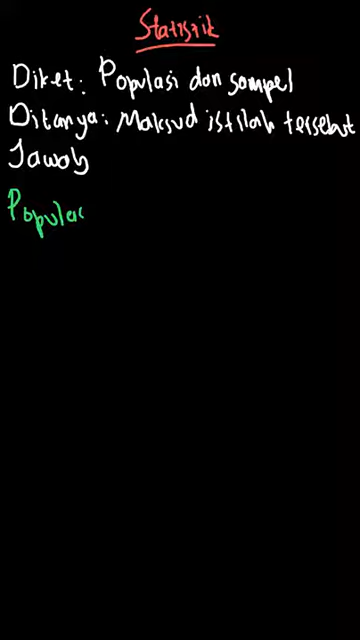 Statistik
Diket: Populasi dan sampel
Ditanya: Maksud istilah tersebut
Jawab
Populas